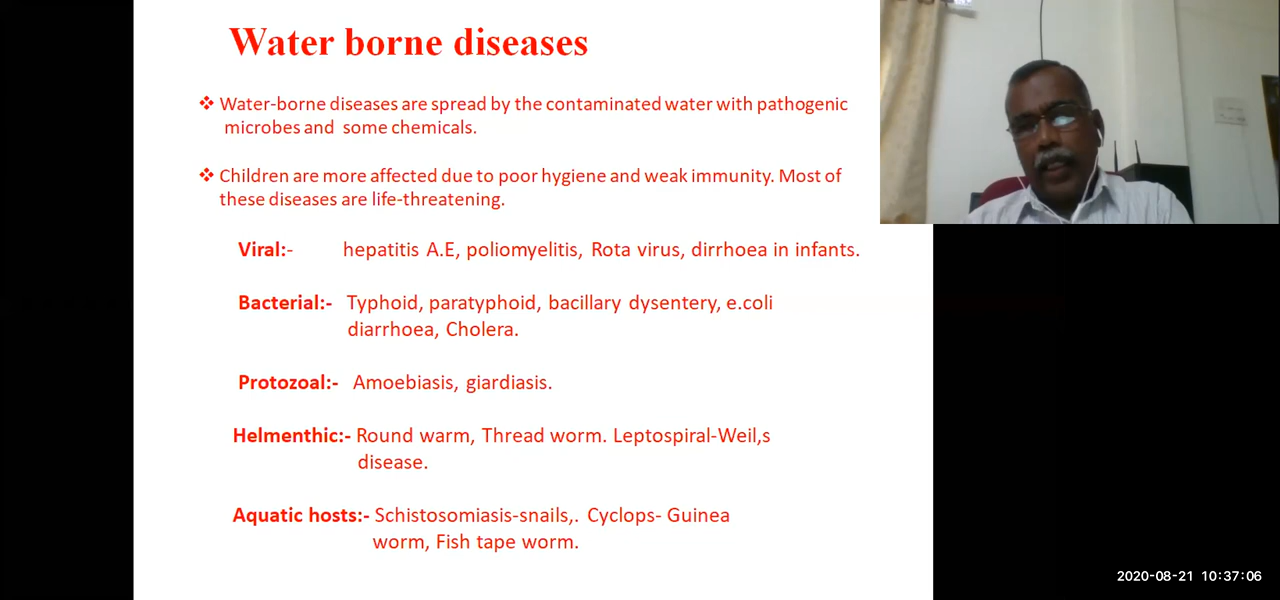 Water borne diseases
❖ Water-borne diseases are spread by the contaminated water with pathogenic
microbes and some chemicals.
❖ Children are more affected due to poor hygiene and weak immunity. Most of
these diseases are life-threatening.
Viral:- hepatitis A.E, poliomyelitis, Rota virus, dirrhoea in infants.
Bacterial:- Typhoid, paratyphoid, bacillary dysentery, e.coli
diarrhoea, Cholera.
Protozoal:- Amoebiasis, giardiasis.
Helmenthic:- Round warm, Thread worm. Leptospiral-Weil,s
disease.
Aquatic hosts:- Schistosomiasis-snails,. Cyclops- Guinea
worm, Fish tape worm.
2020-08-21 10:37:06